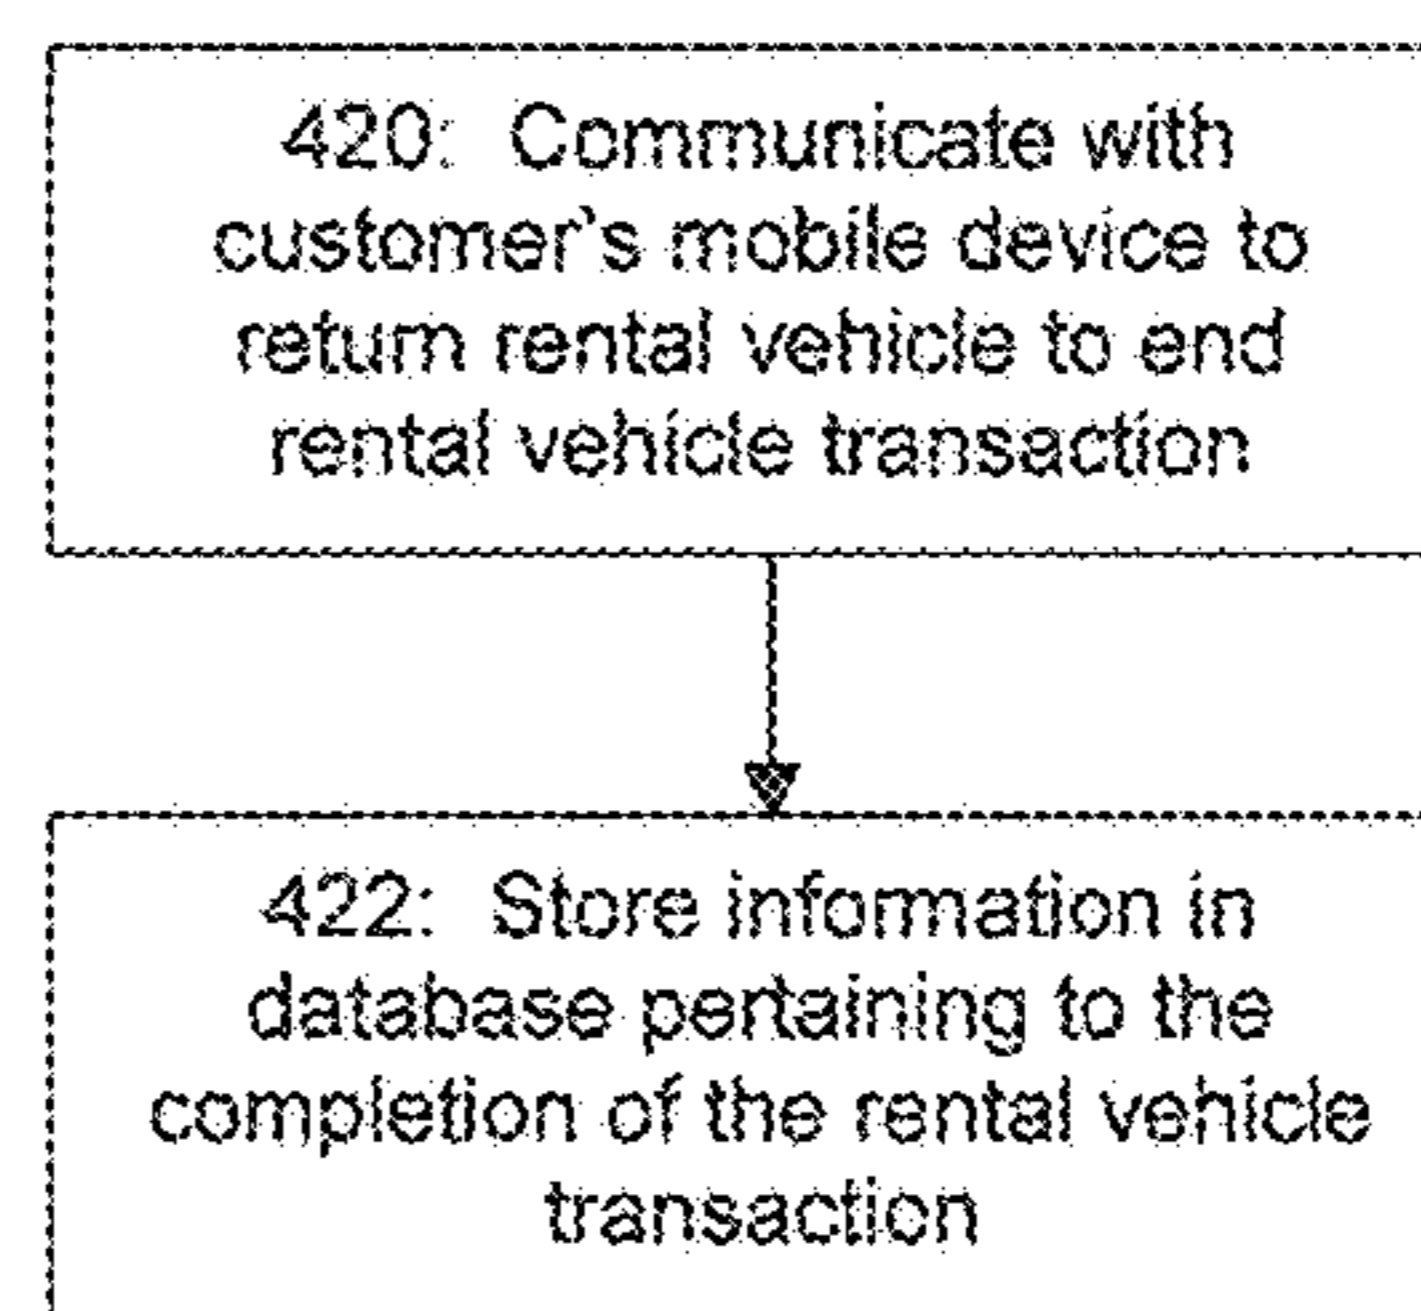 420: Communicate with
customer's mobile device to
return rental vehicle to end
rental vehicle transaction
422: Store information in
database pertaining to the
completion of the rental vehicle
transaction